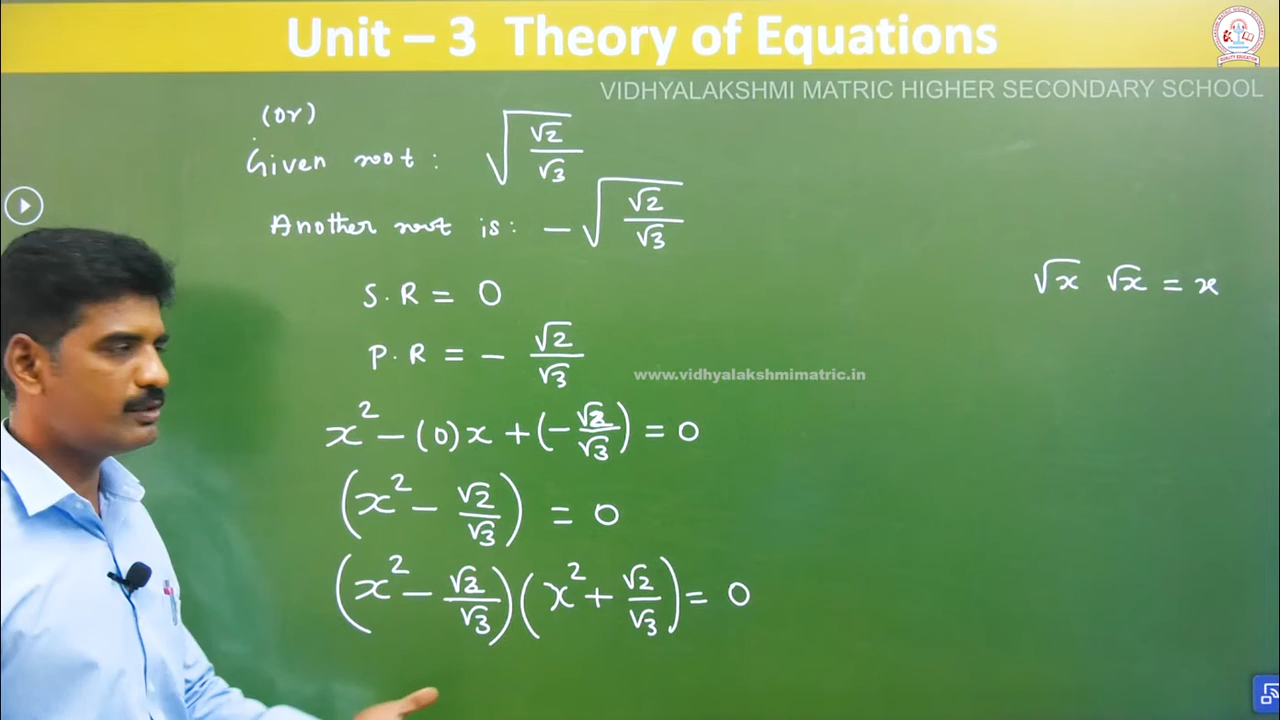 Unit – 3 Theory of Equations
VIDHYALAKSHMI MATRIC HIGHER SECONDARY SCHOOL
(or)
Given root: √(√2/√3)
Another root is: −√(√2/√3)
√x √x = x
S.R = 0
P.R = − √2/√3
www.vidhyalakshmimatric.in
x² − (0)x + (−√2/√3) = 0
(x² − √2/√3) = 0
(x² − √2/√3)(x² + √2/√3) = 0